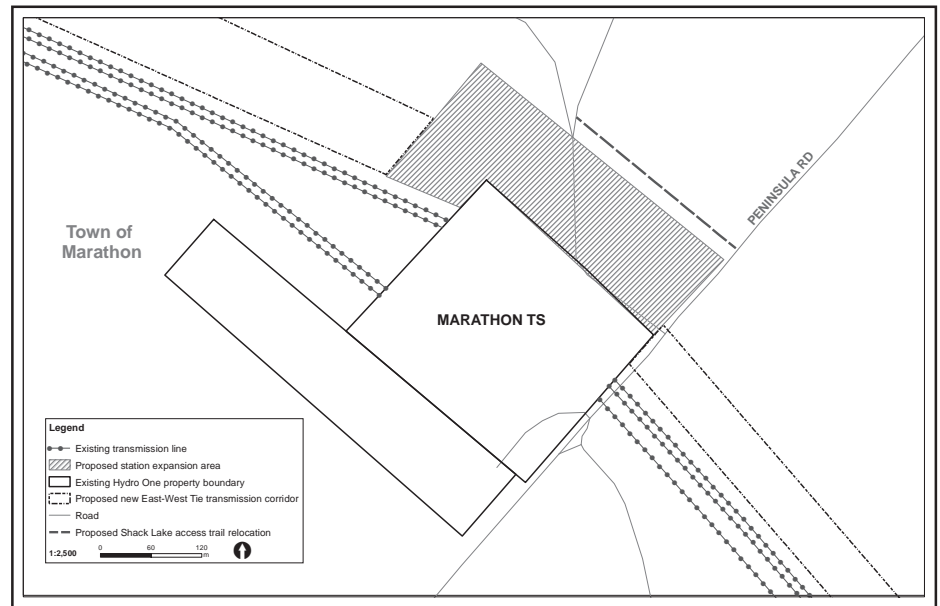 PENINSULA RD
Town of
Marathon
MARATHON TS
Legend
Existing transmission line
Proposed station expansion area
Existing Hydro One property boundary
Proposed new East-West Tie transmission corridor
Road
Proposed Shack Lake access trail relocation
1:2,500 0 60 120
m